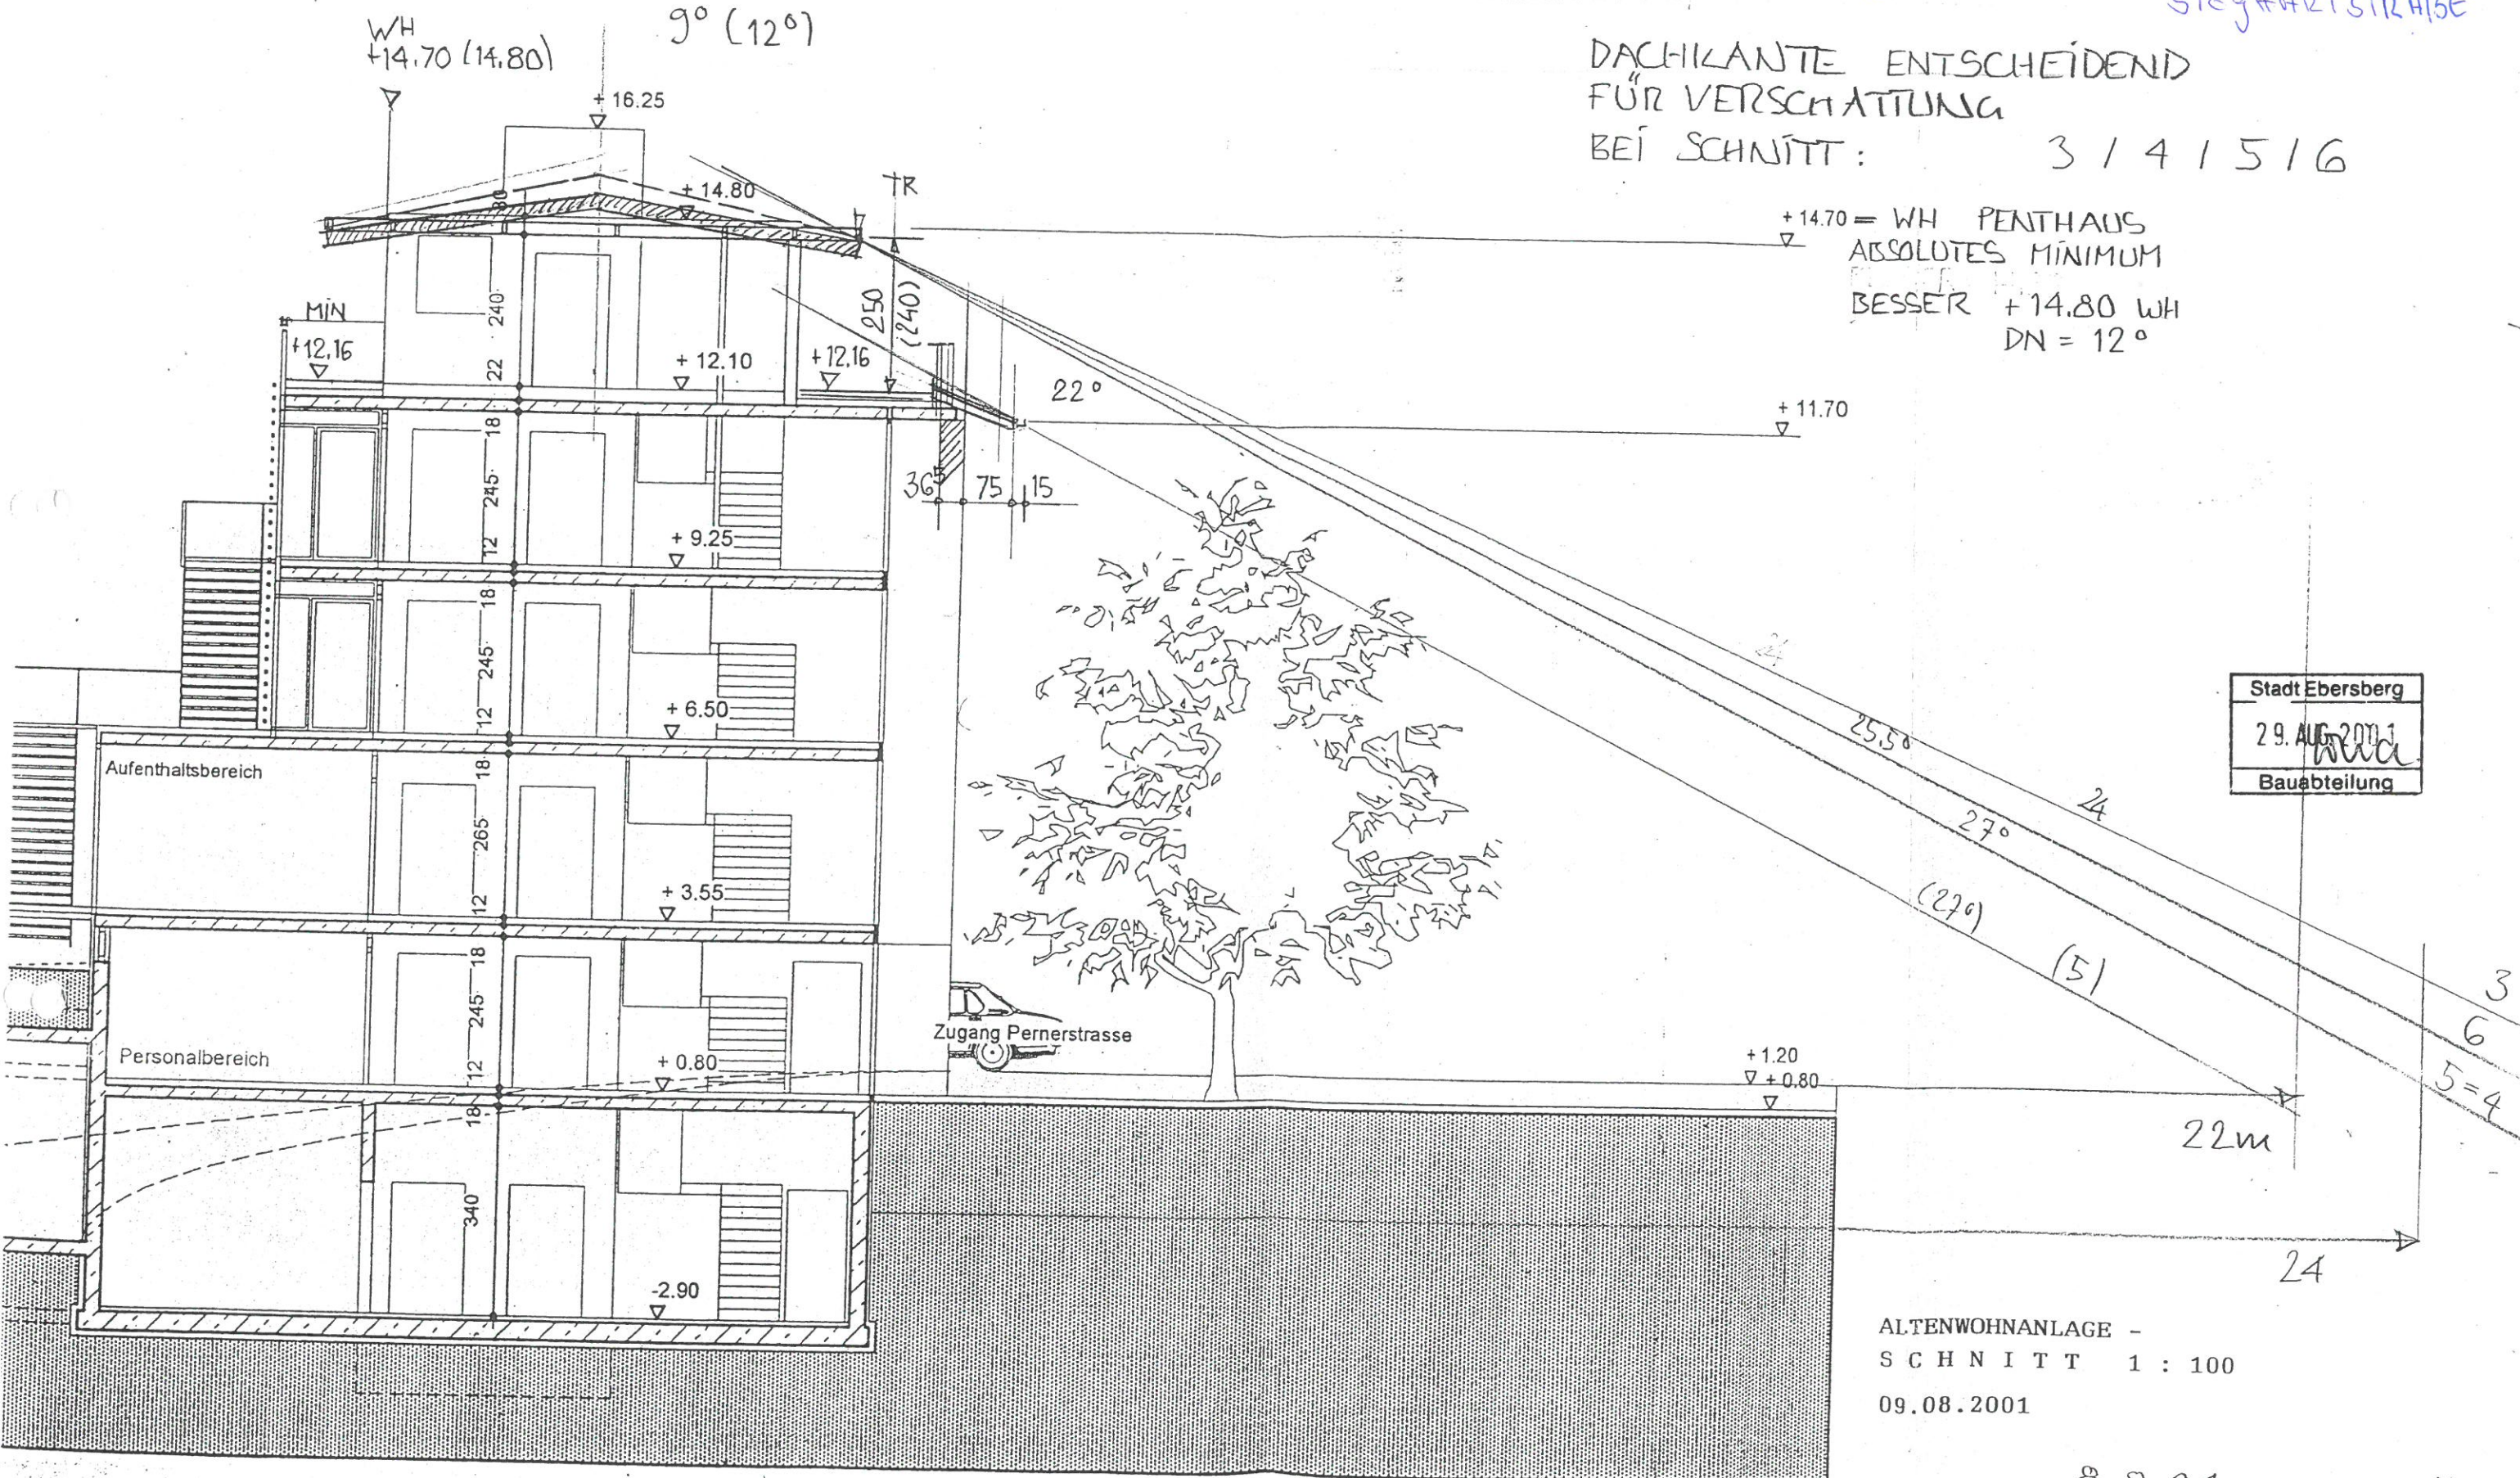 WH
+14.70 (14.80)
9° (12°)
+ 16.25
DACHKANTE ENTSCHEIDEND
FÜR VERSCHATTUNG
BEI SCHNITT: 3 / 4 / 5 / 6
80
+ 14.80
TR
+ 14.70 = WH PENTHAUS
ABSOLUTES MINIMUM
BESSER + 14.80 WH
DN = 12°
MIN
240
250
(240)
+12.16
22
+ 12.10
+12.16
22°
+ 11.70
18
245
36⁵ 75 15
12
+ 9.25
18
245
24
12
+ 6.50
25,5°
Stadt Ebersberg
29. AUG. 2001
Bauabteilung
Aufenthaltsbereich
18
265
24
27°
12
+ 3.55
(27°)
(5)
18
245
3
6
5=4
Zugang Pernerstrasse
Personalbereich
12
+ 0.80
+ 1.20
+ 0.80
18
22m
340
24
-2.90
ALTENWOHNANLAGE -
SCHNITT 1 : 100
09.08.2001